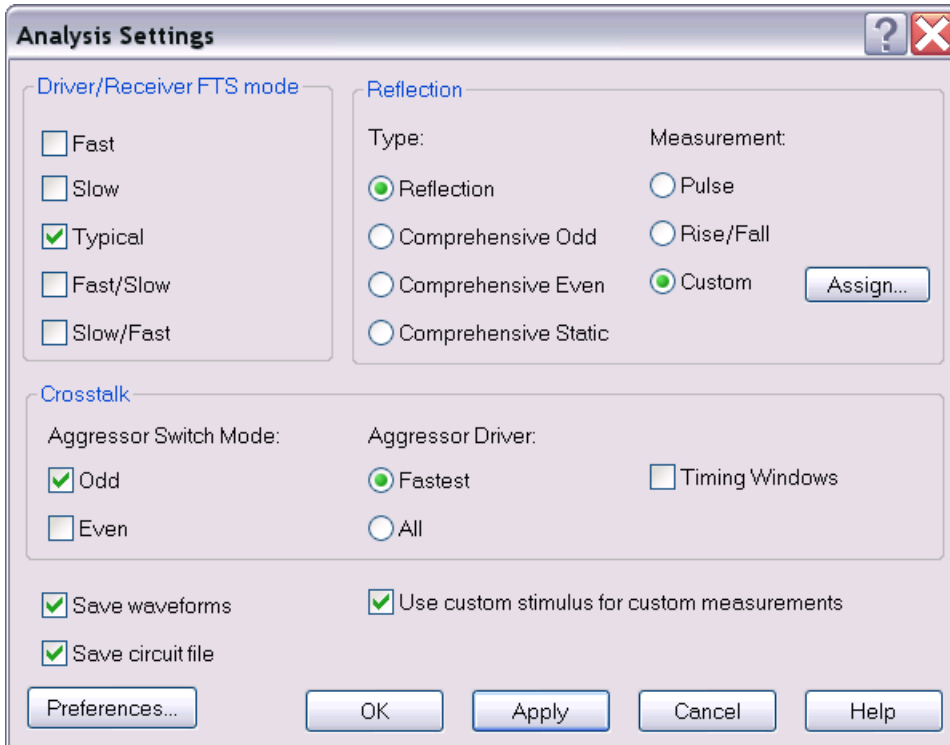 Analysis Settings
Driver/Receiver FTS mode
Fast
Slow
Typical
Fast/Slow
Slow/Fast
Reflection
Type:
Reflection
Comprehensive Odd
Comprehensive Even
Comprehensive Static
Measurement:
Pulse
Rise/Fall
Custom
Assign...
Crosstalk
Aggressor Switch Mode:
Odd
Even
Aggressor Driver:
Fastest
All
Timing Windows
Save waveforms
Use custom stimulus for custom measurements
Save circuit file
Preferences...
OK
Apply
Cancel
Help